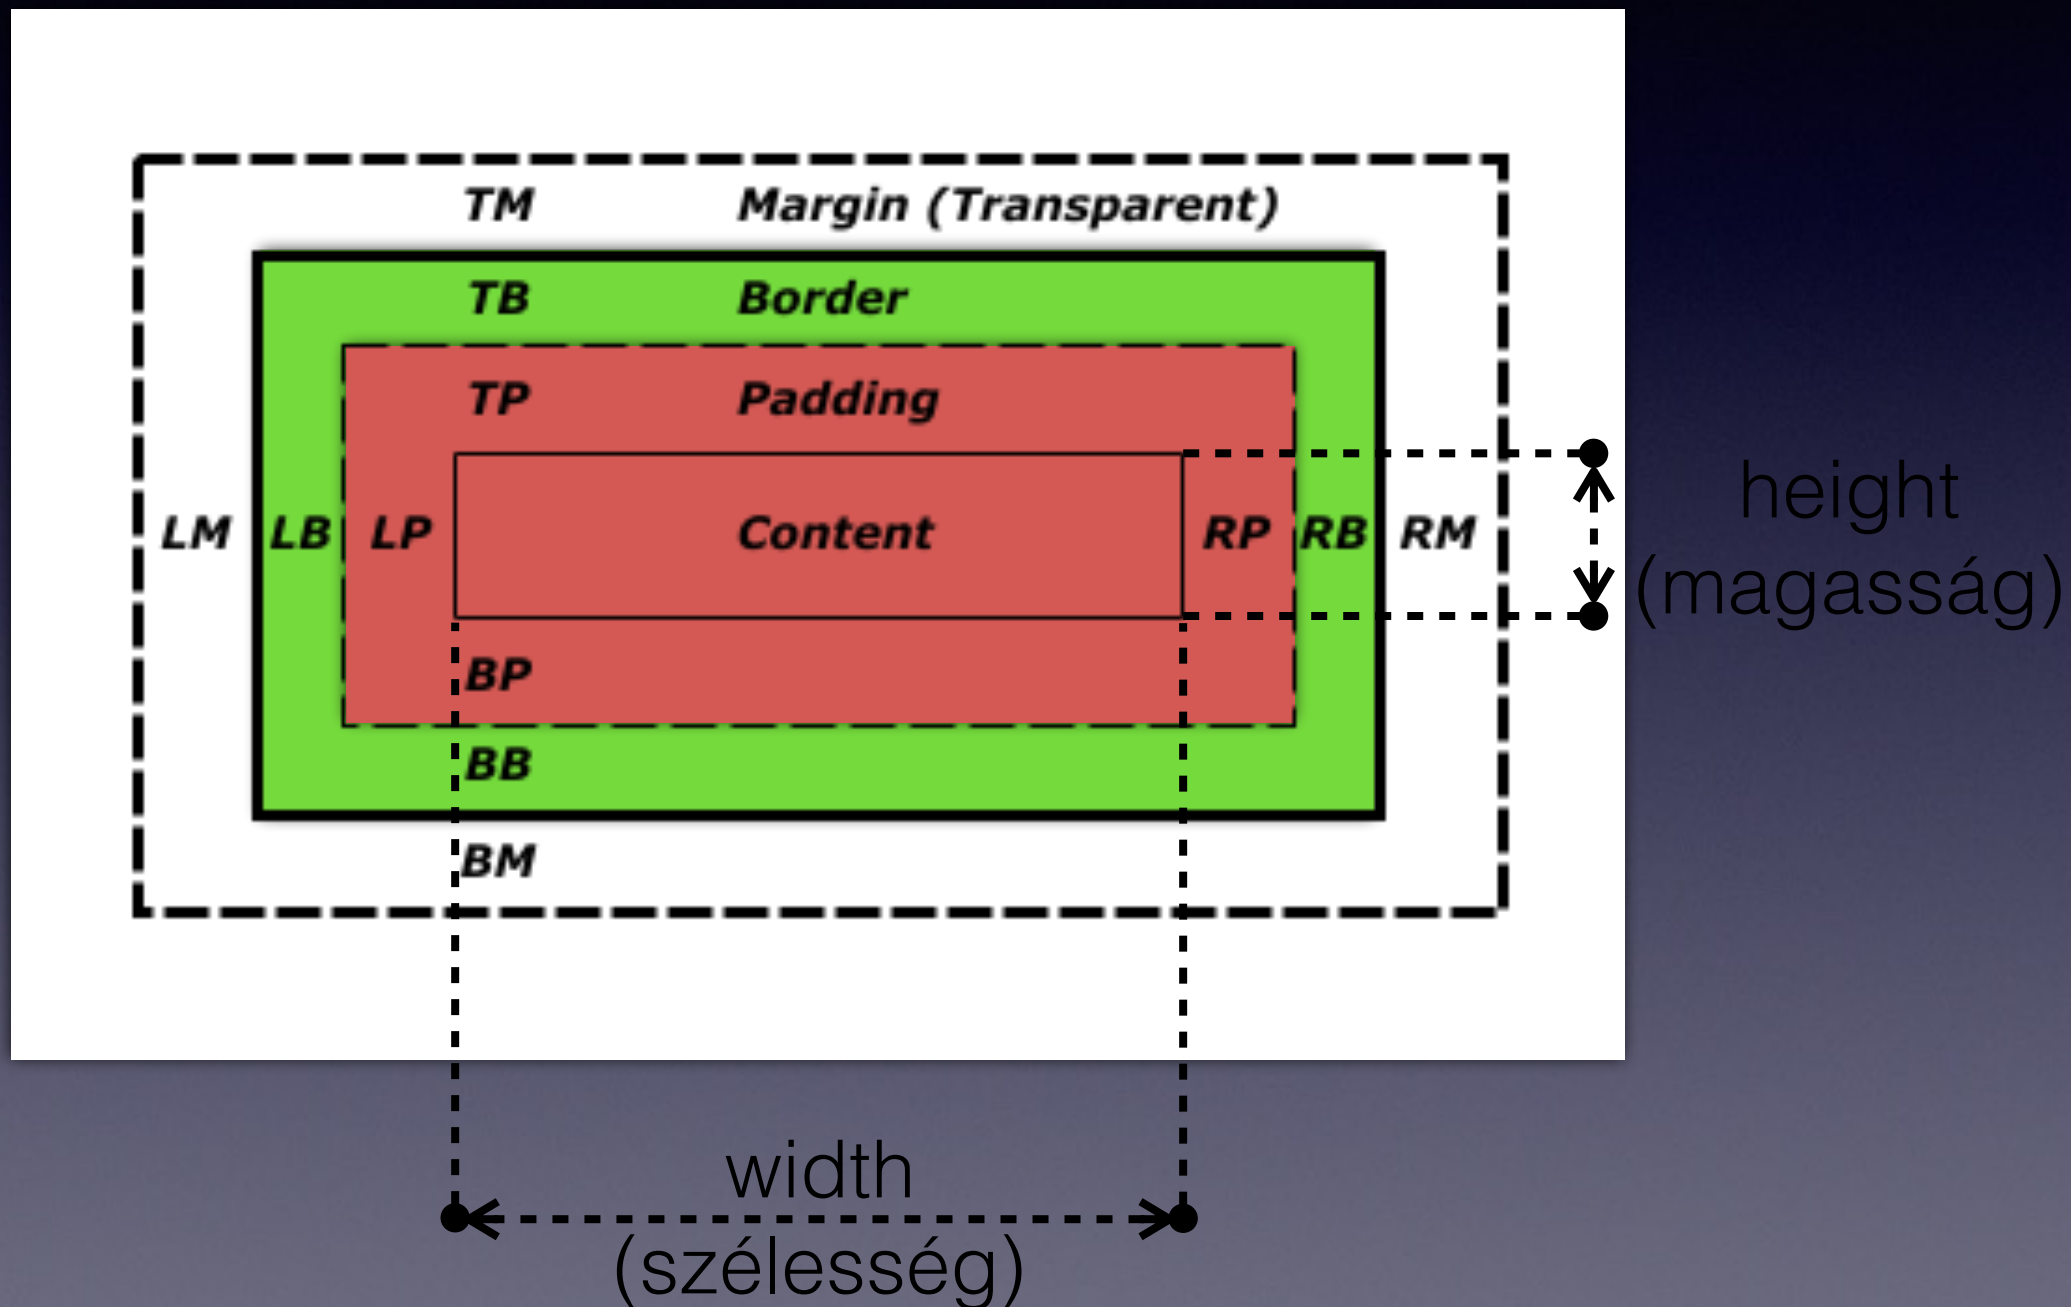 TM Margin (Transparent)
TB Border
TP Padding
LM LB LP Content RP RB RM
BP
BB
BM
height
(magasság)
width
(szélesség)